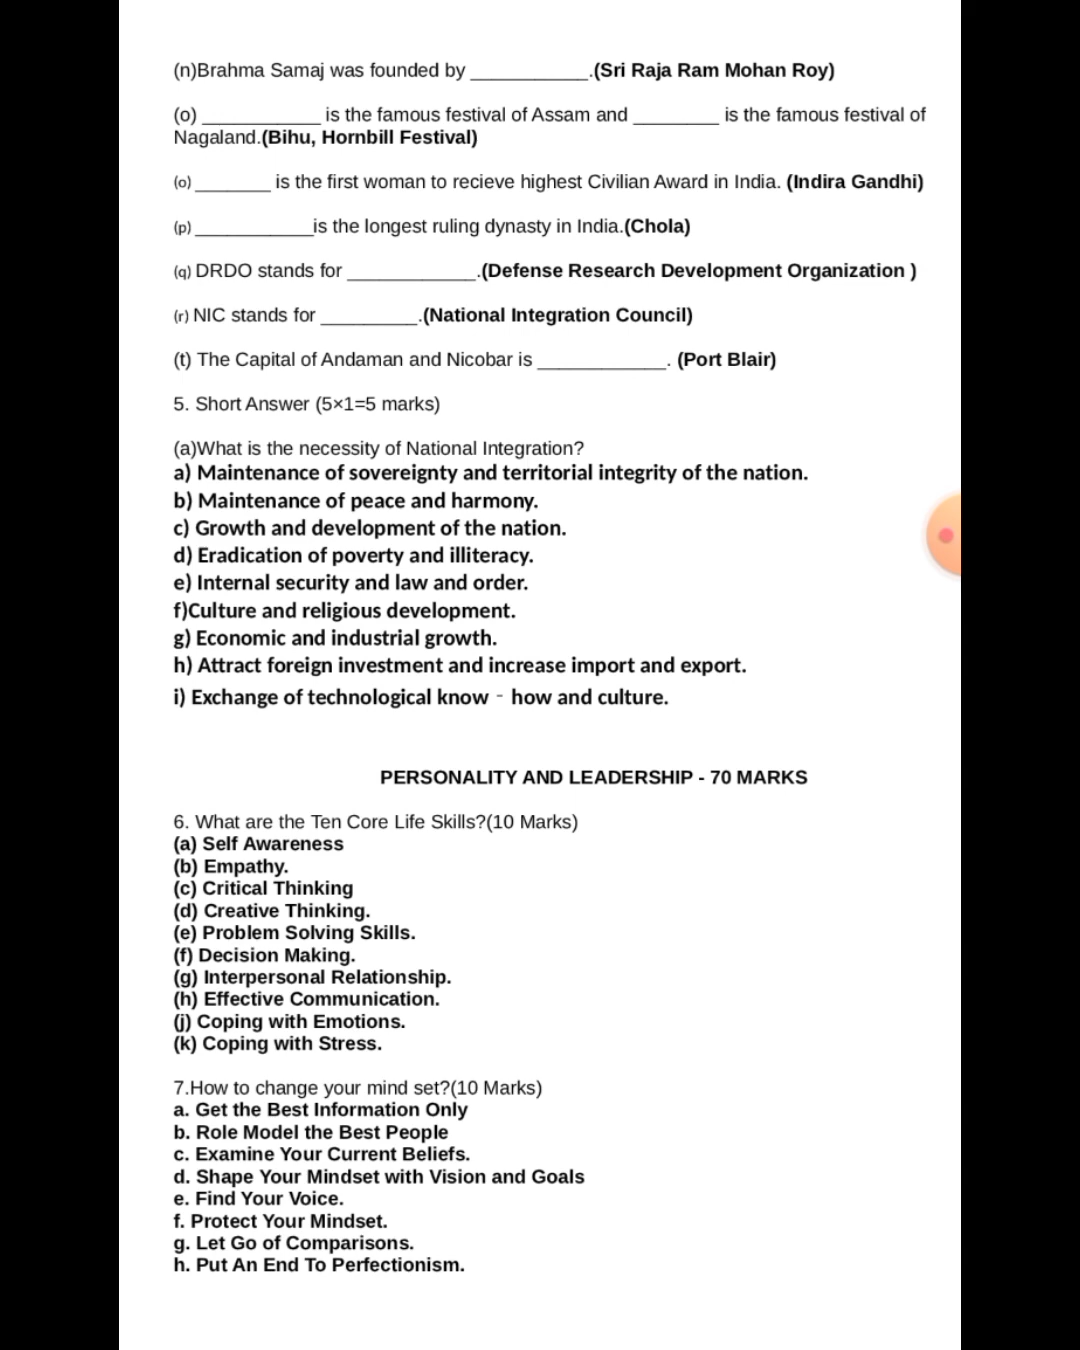 (n)Brahma Samaj was founded by ___________.(Sri Raja Ram Mohan Roy)
(o) ___________ is the famous festival of Assam and ________ is the famous festival of
Nagaland.(Bihu, Hornbill Festival)
(o) _______ is the first woman to recieve highest Civilian Award in India. (Indira Gandhi)
(p) ___________is the longest ruling dynasty in India.(Chola)
(q) DRDO stands for ____________.(Defense Research Development Organization )
(r) NIC stands for _________.(National Integration Council)
(t) The Capital of Andaman and Nicobar is ____________. (Port Blair)
5. Short Answer (5×1=5 marks)
(a)What is the necessity of National Integration?
a) Maintenance of sovereignty and territorial integrity of the nation.
b) Maintenance of peace and harmony.
c) Growth and development of the nation.
d) Eradication of poverty and illiteracy.
e) Internal security and law and order.
f)Culture and religious development.
g) Economic and industrial growth.
h) Attract foreign investment and increase import and export.
i) Exchange of technological know - how and culture.
PERSONALITY AND LEADERSHIP - 70 MARKS
6. What are the Ten Core Life Skills?(10 Marks)
(a) Self Awareness
(b) Empathy.
(c) Critical Thinking
(d) Creative Thinking.
(e) Problem Solving Skills.
(f) Decision Making.
(g) Interpersonal Relationship.
(h) Effective Communication.
(j) Coping with Emotions.
(k) Coping with Stress.
7.How to change your mind set?(10 Marks)
a. Get the Best Information Only
b. Role Model the Best People
c. Examine Your Current Beliefs.
d. Shape Your Mindset with Vision and Goals
e. Find Your Voice.
f. Protect Your Mindset.
g. Let Go of Comparisons.
h. Put An End To Perfectionism.